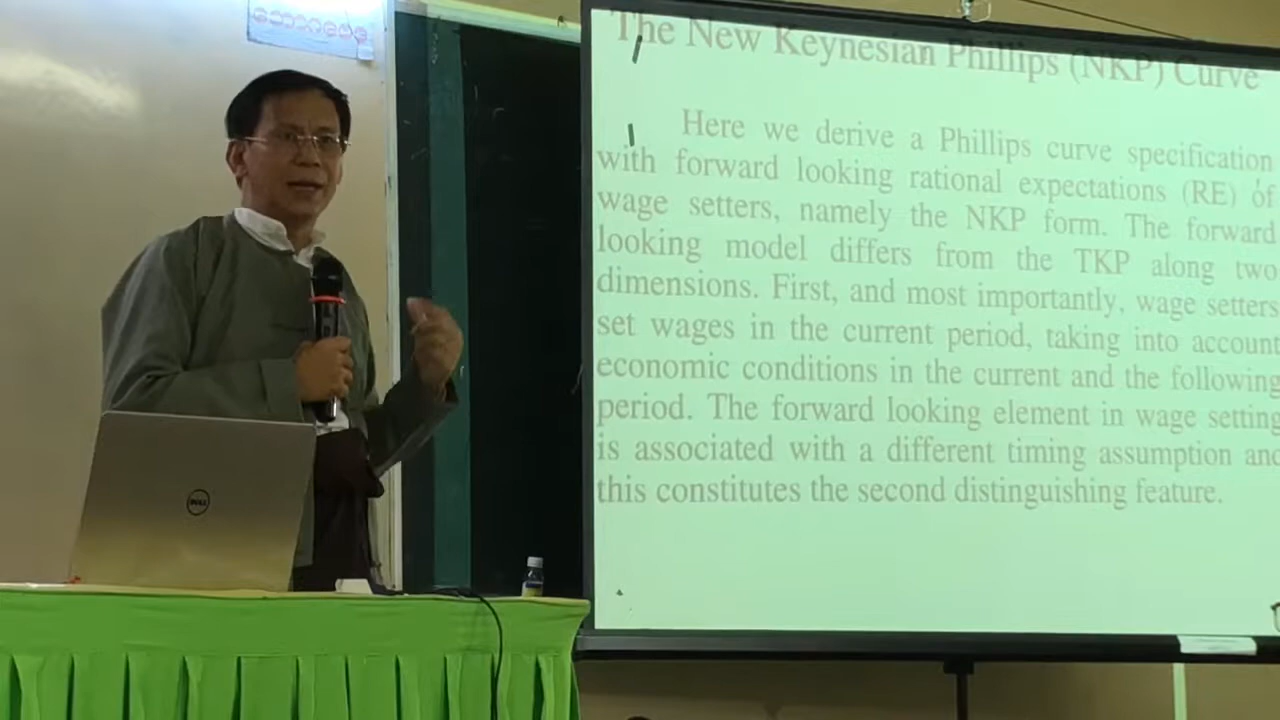 The New Keynesian Phillips (NKP) Curve
Here we derive a Phillips curve specification
with forward looking rational expectations (RE) of
wage setters, namely the NKP form. The forward
looking model differs from the TKP along two
dimensions. First, and most importantly, wage setters
set wages in the current period, taking into account
economic conditions in the current and the following
period. The forward looking element in wage setting
is associated with a different timing assumption and
this constitutes the second distinguishing feature.
DELL